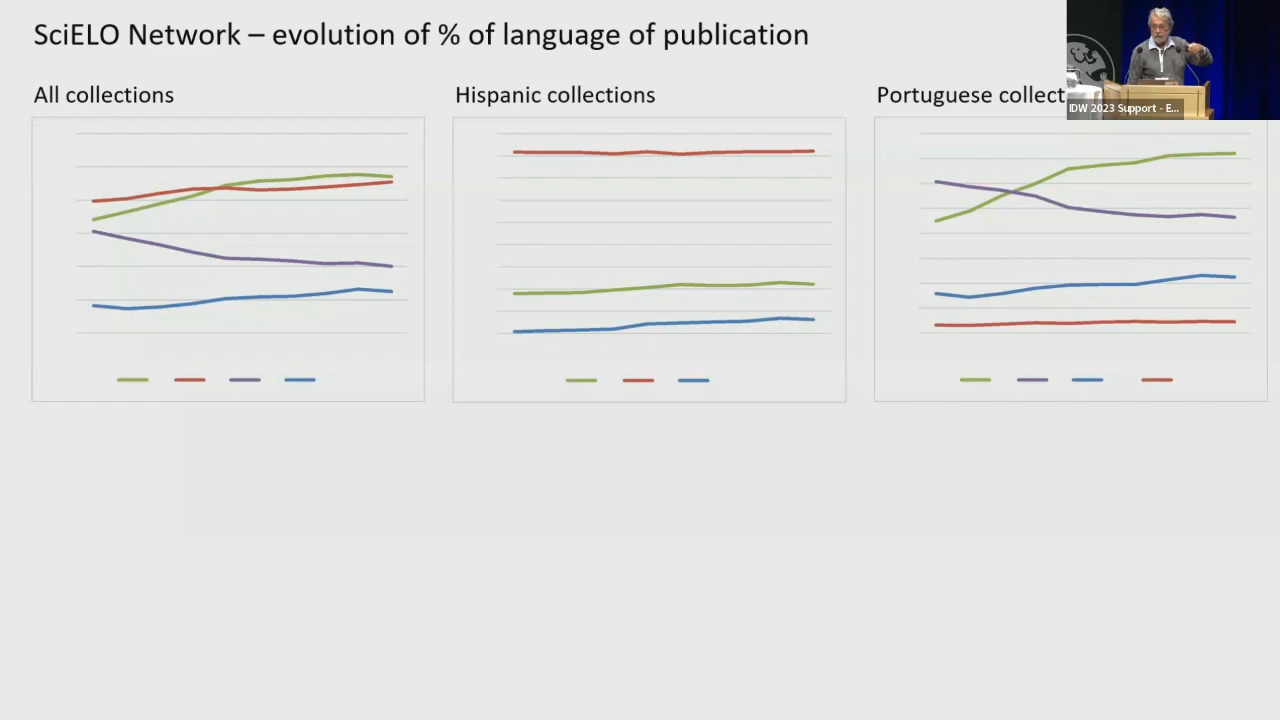 SciELO Network – evolution of % of language of publication
All collections
Hispanic collections
Portuguese collect
IDW 2023 Support - E...